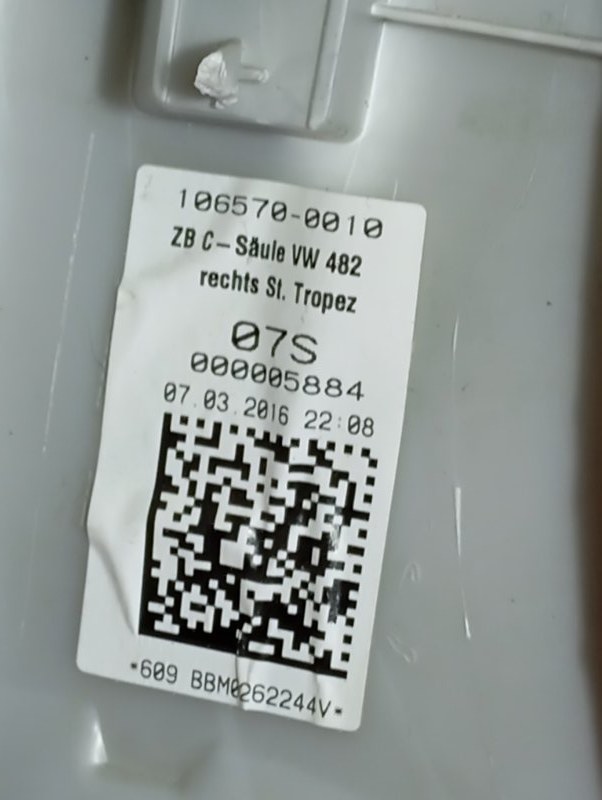 106570-0010
ZB C-Säule VW 482
rechts St. Tropez
07S
000005884
07.03.2016 22:08
*609 BBM0262244V*